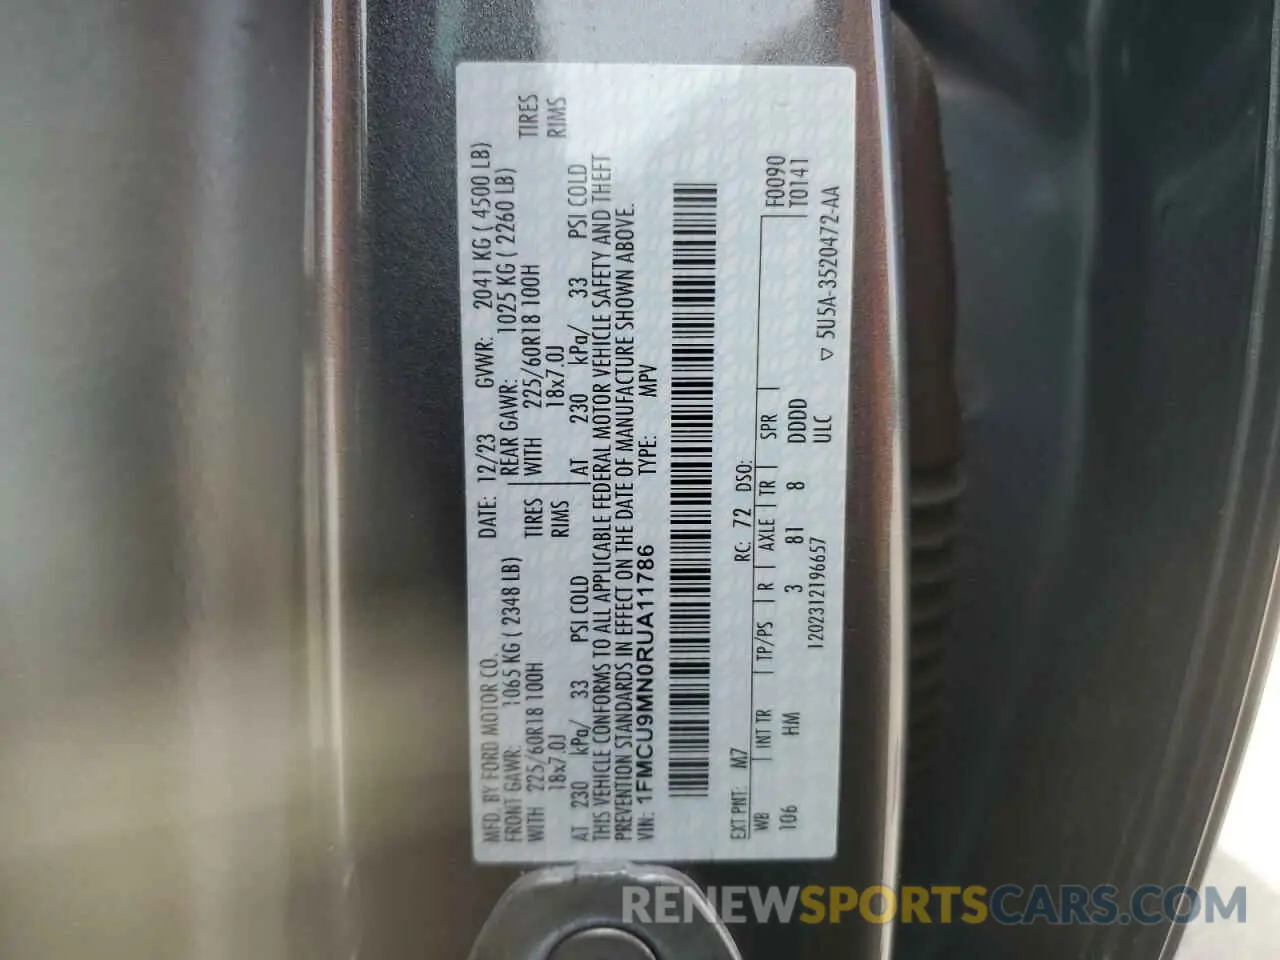 MFD. BY FORD MOTOR CO.
DATE: 12/23 GVWR: 2041 KG ( 4500 LB)
FRONT GAWR: 1065 KG ( 2348 LB)
REAR GAWR: 1025 KG ( 2260 LB)
WITH 225/60R18 100H TIRES
WITH 225/60R18 100H TIRES
18x7.0J RIMS
18x7.0J RIMS
AT 230 kPa/ 33 PSI COLD
AT 230 kPa/ 33 PSI COLD
THIS VEHICLE CONFORMS TO ALL APPLICABLE FEDERAL MOTOR VEHICLE SAFETY AND THEFT
PREVENTION STANDARDS IN EFFECT ON THE DATE OF MANUFACTURE SHOWN ABOVE.
VIN: 1FMCU9MN0RUA11786 TYPE: MPV
EXT PNT: M7 RC: 72 DSO:
WB INT TR TP/PS R AXLE TR SPR F0090
106 HM 3 81 8 DDDD T0141
1202312196657 ULC ▽ 5U5A-3520472-AA
RENEWSPORTSCARS.COM